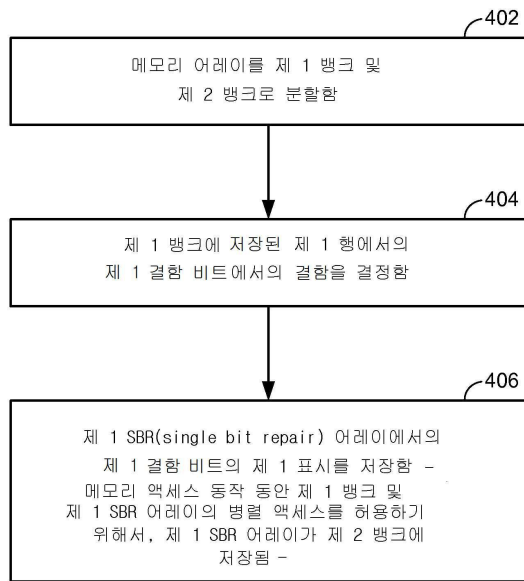 402
메모리 어레이를 제 1 뱅크 및
제 2 뱅크로 분할함
404
제 1 뱅크에 저장된 제 1 행에서의
제 1 결함 비트에서의 결함을 결정함
406
제 1 SBR(single bit repair) 어레이에서의
제 1 결함 비트의 제 1 표시를 저장함 –
메모리 액세스 동작 동안 제 1 뱅크 및
제 1 SBR 어레이의 병렬 액세스를 허용하기
위해서, 제 1 SBR 어레이가 제 2 뱅크에
저장됨 –